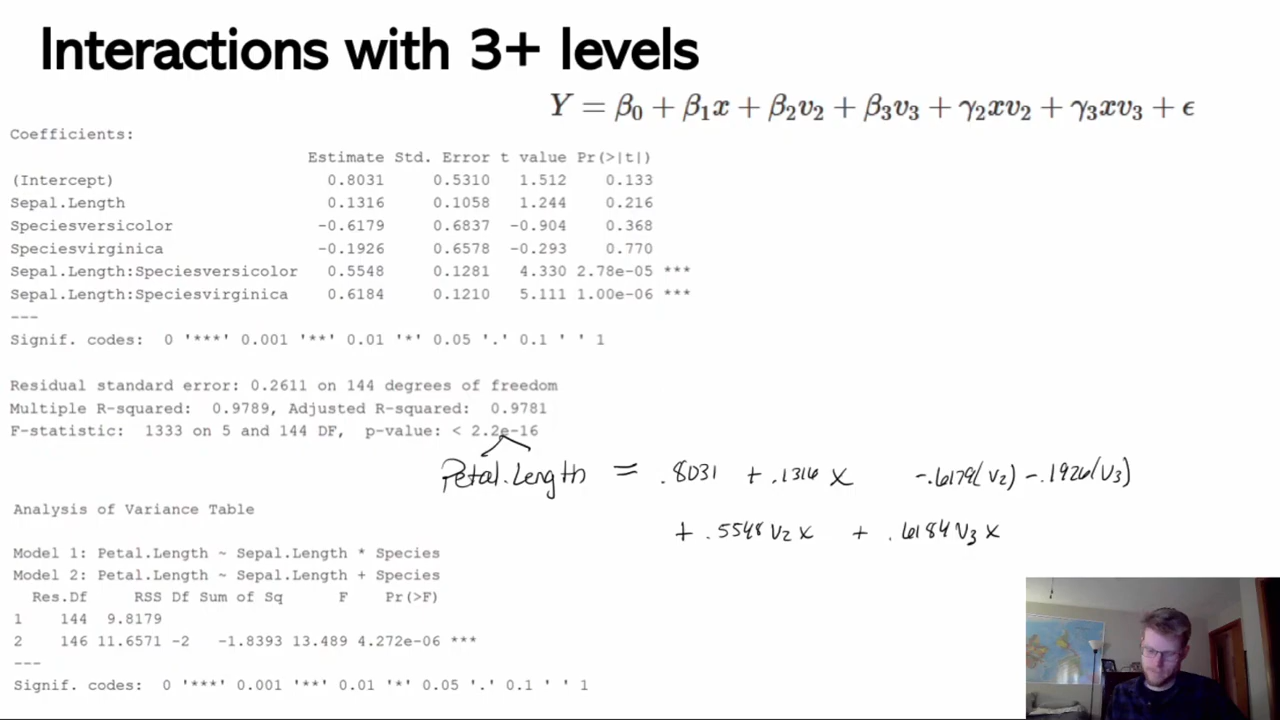 Interactions with 3+ levels
Y = β₀ + β₁x + β₂v₂ + β₃v₃ + γ₂xv₂ + γ₃xv₃ + ϵ
Coefficients:
Estimate Std. Error t value Pr(>|t|)
(Intercept) 0.8031 0.5310 1.512 0.133
Sepal.Length 0.1316 0.1058 1.244 0.216
Speciesversicolor -0.6179 0.6837 -0.904 0.368
Speciesvirginica -0.1926 0.6578 -0.293 0.770
Sepal.Length:Speciesversicolor 0.5548 0.1281 4.330 2.78e-05 ***
Sepal.Length:Speciesvirginica 0.6184 0.1210 5.111 1.00e-06 ***
---
Signif. codes: 0 '***' 0.001 '**' 0.01 '*' 0.05 '.' 0.1 ' ' 1
Residual standard error: 0.2611 on 144 degrees of freedom
Multiple R-squared: 0.9789, Adjusted R-squared: 0.9781
F-statistic: 1333 on 5 and 144 DF, p-value: < 2.2e-16
Petal.Length = .8031 + .1316 x -.6179(v₂) -.1926(v₃)
+ .5548 v₂ x + .6184 v₃ x
Analysis of Variance Table
Model 1: Petal.Length ~ Sepal.Length * Species
Model 2: Petal.Length ~ Sepal.Length + Species
Res.Df RSS Df Sum of Sq F Pr(>F)
1 144 9.8179
2 146 11.6571 -2 -1.8393 13.489 4.272e-06 ***
---
Signif. codes: 0 '***' 0.001 '**' 0.01 '*' 0.05 '.' 0.1 ' ' 1